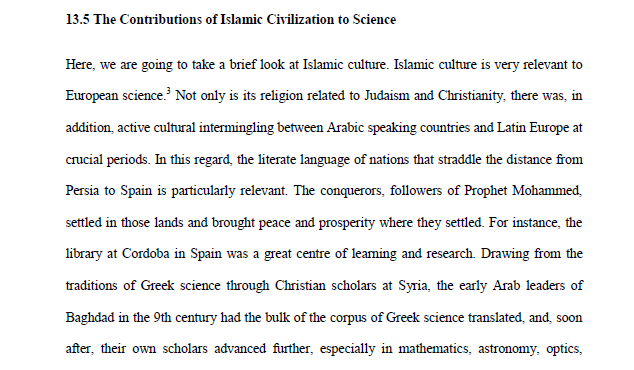 13.5 The Contributions of Islamic Civilization to Science
Here, we are going to take a brief look at Islamic culture. Islamic culture is very relevant to
European science.3 Not only is its religion related to Judaism and Christianity, there was, in
addition, active cultural intermingling between Arabic speaking countries and Latin Europe at
crucial periods. In this regard, the literate language of nations that straddle the distance from
Persia to Spain is particularly relevant. The conquerors, followers of Prophet Mohammed,
settled in those lands and brought peace and prosperity where they settled. For instance, the
library at Cordoba in Spain was a great centre of learning and research. Drawing from the
traditions of Greek science through Christian scholars at Syria, the early Arab leaders of
Baghdad in the 9th century had the bulk of the corpus of Greek science translated, and, soon
after, their own scholars advanced further, especially in mathematics, astronomy, optics,